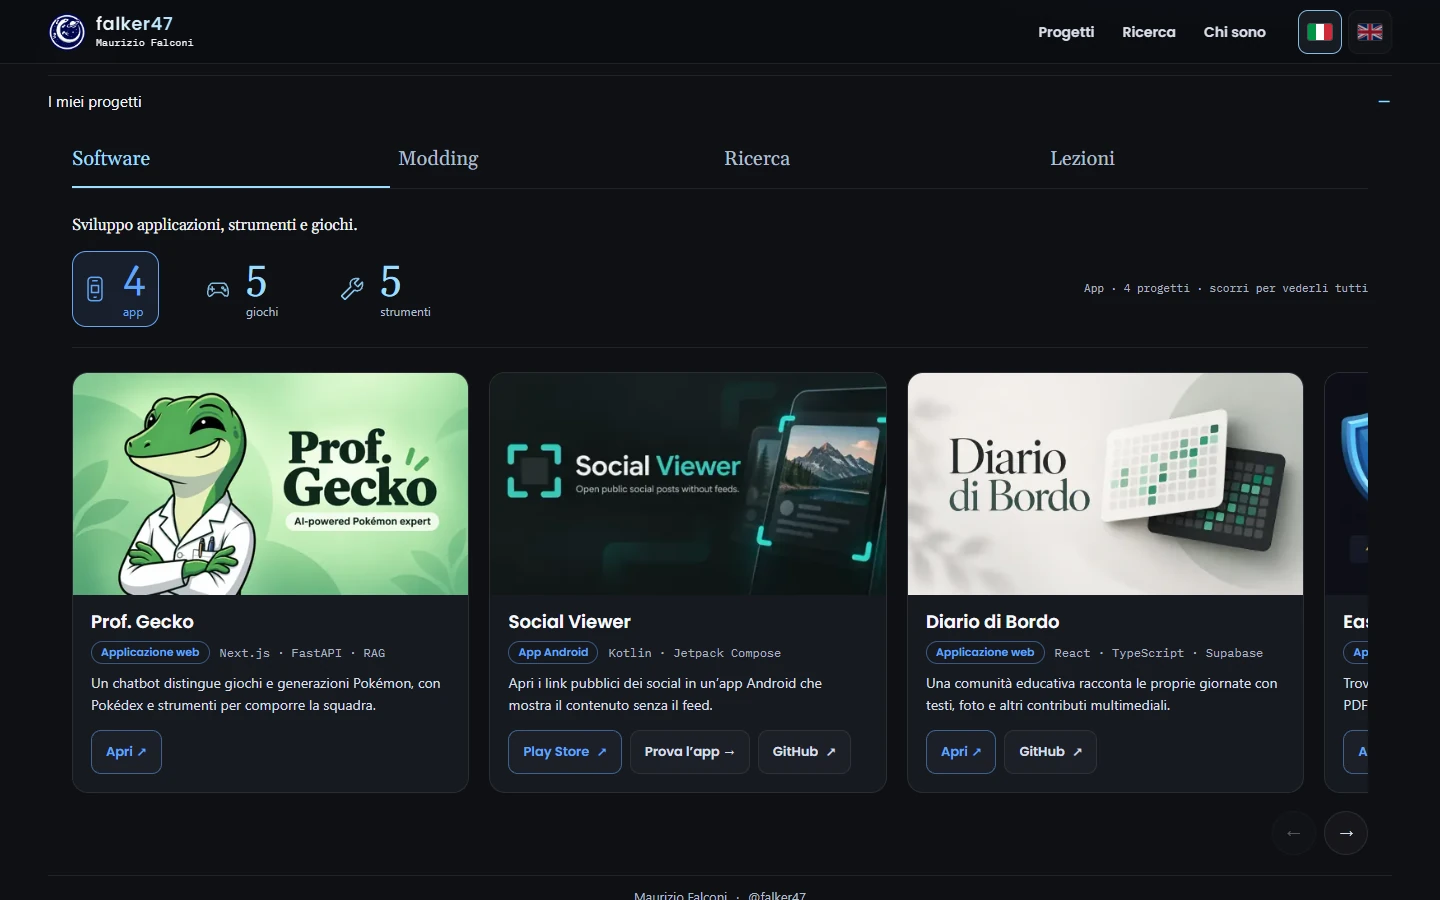 falker47
Maurizio Falconi
Progetti
Ricerca
Chi sono
I miei progetti
Software
Modding
Ricerca
Lezioni
Sviluppo applicazioni, strumenti e giochi.
4
app
5
giochi
5
strumenti
App · 4 progetti · scorri per vederli tutti
Prof.
Gecko
AI-powered Pokémon expert
Social Viewer
Open public social posts without feeds.
Diario
di Bordo
Prof. Gecko
Applicazione web
Next.js · FastAPI · RAG
Un chatbot distingue giochi e generazioni Pokémon, con
Pokédex e strumenti per comporre la squadra.
Apri ↗
Social Viewer
App Android
Kotlin · Jetpack Compose
Apri i link pubblici dei social in un’app Android che
mostra il contenuto senza il feed.
Play Store ↗
Prova l’app →
GitHub ↗
Diario di Bordo
Applicazione web
React · TypeScript · Supabase
Una comunità educativa racconta le proprie giornate con
testi, foto e altri contributi multimediali.
Apri ↗
GitHub ↗
PDF
← →
Maurizio Falconi · @falker47